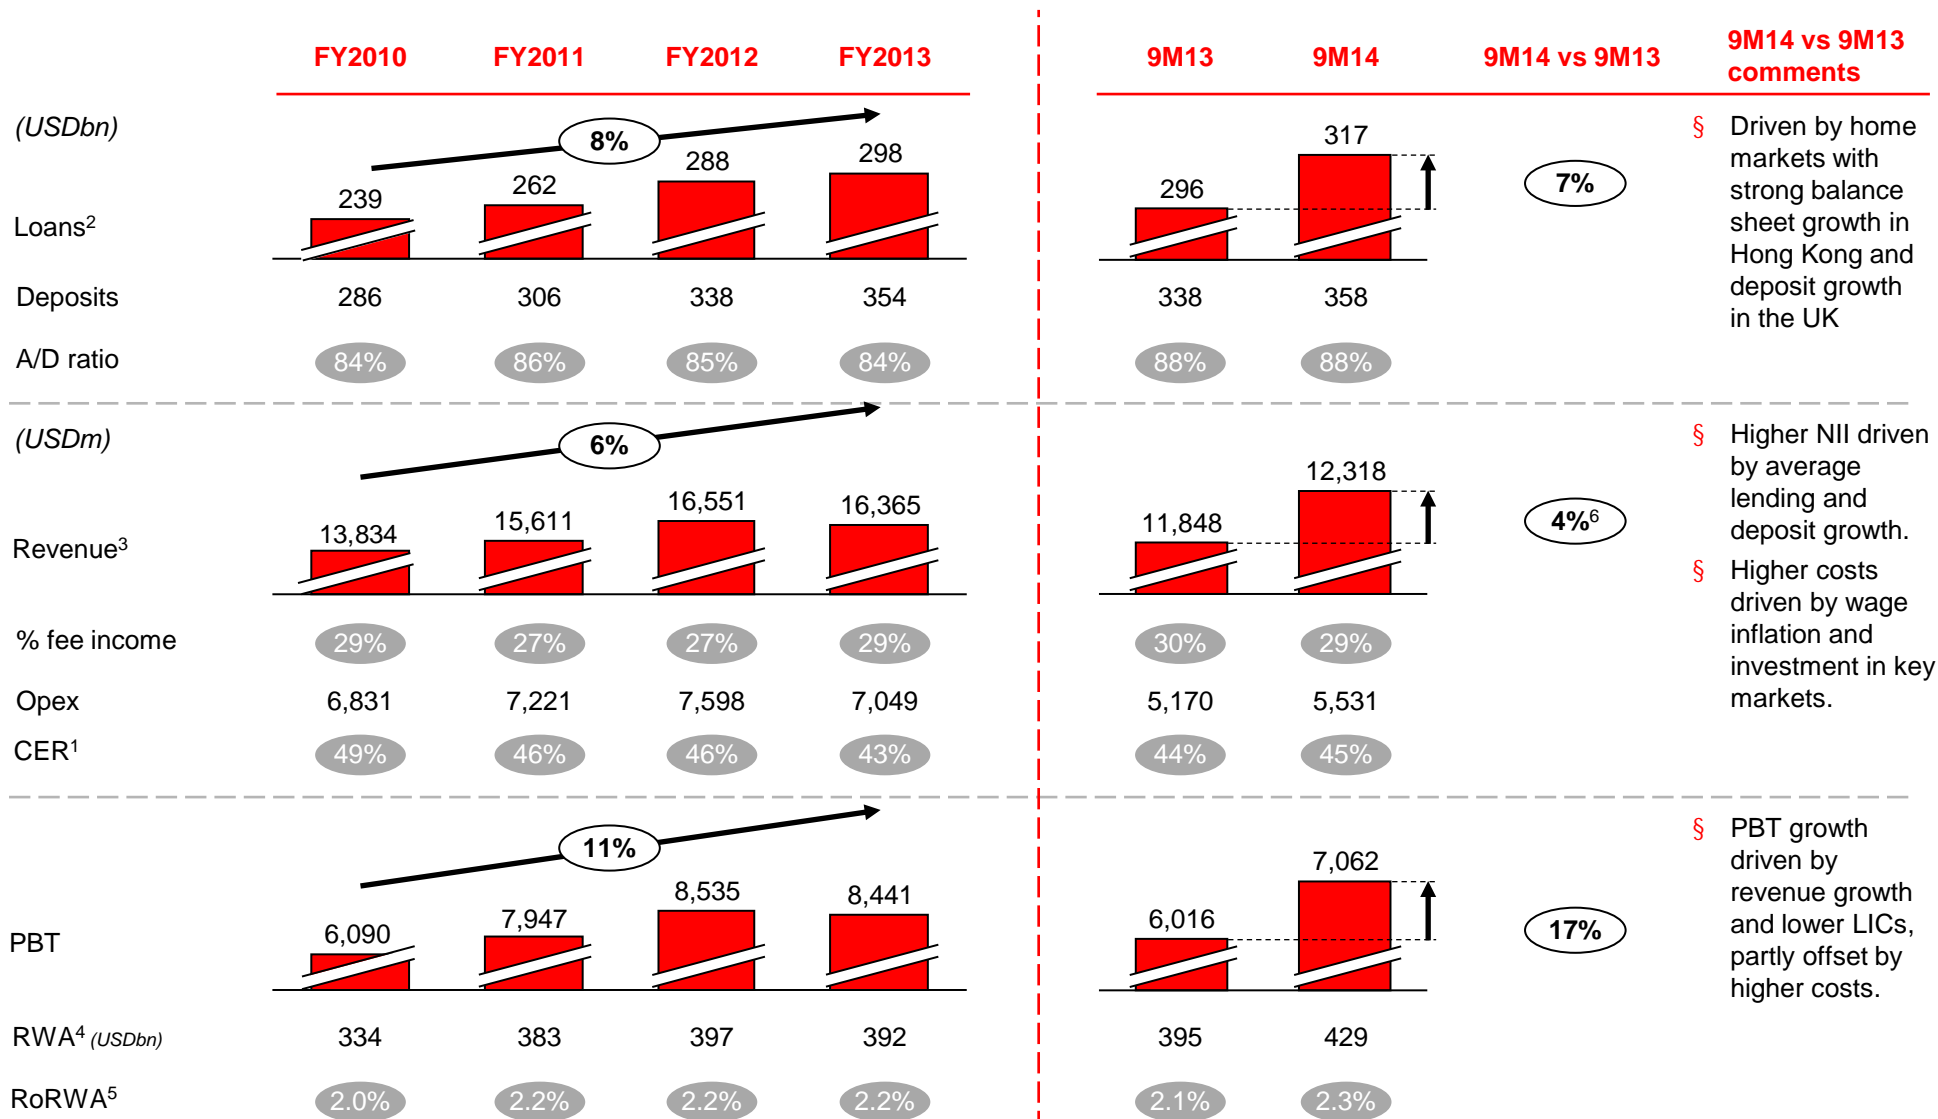 FY2010 FY2011 FY2012 FY2013 9M13 9M14 9M14 vs 9M13 9M14 vs 9M13
comments
(USDbn)
8%
239 262 288 298 296 317 7%
Loans2
Deposits 286 306 338 354 338 358
A/D ratio 84% 86% 85% 84% 88% 88%
§ Driven by home
markets with
strong balance
sheet growth in
Hong Kong and
deposit growth
in the UK
(USDm)
6%
13,834 15,611 16,551 16,365 11,848 12,318 4%6
Revenue3
% fee income 29% 27% 27% 29% 30% 29%
Opex 6,831 7,221 7,598 7,049 5,170 5,531
CER1 49% 46% 46% 43% 44% 45%
§ Higher NII driven
by average
lending and
deposit growth.
§ Higher costs
driven by wage
inflation and
investment in key
markets.
11%
6,090 7,947 8,535 8,441 6,016 7,062 17%
PBT
RWA4 (USDbn) 334 383 397 392 395 429
RoRWA5 2.0% 2.2% 2.2% 2.2% 2.1% 2.3%
§ PBT growth
driven by
revenue growth
and lower LICs,
partly offset by
higher costs.